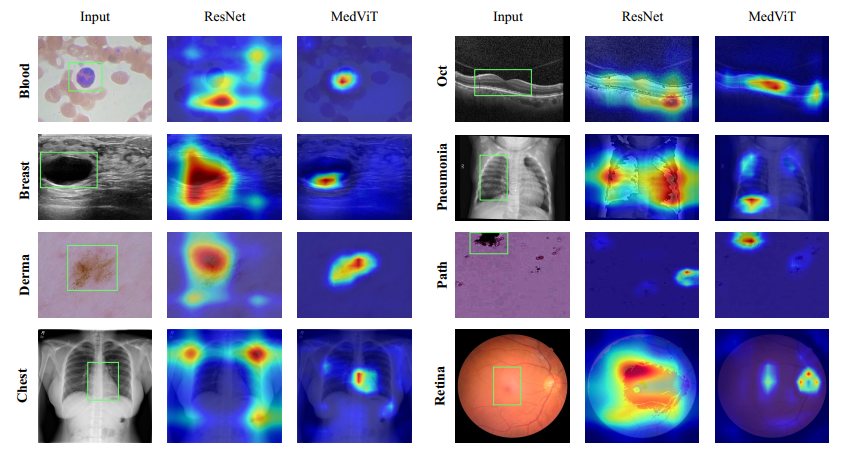 Input ResNet MedViT Input ResNet MedViT
Blood Oct
Breast Pneumonia
Derma Path
Chest Retina